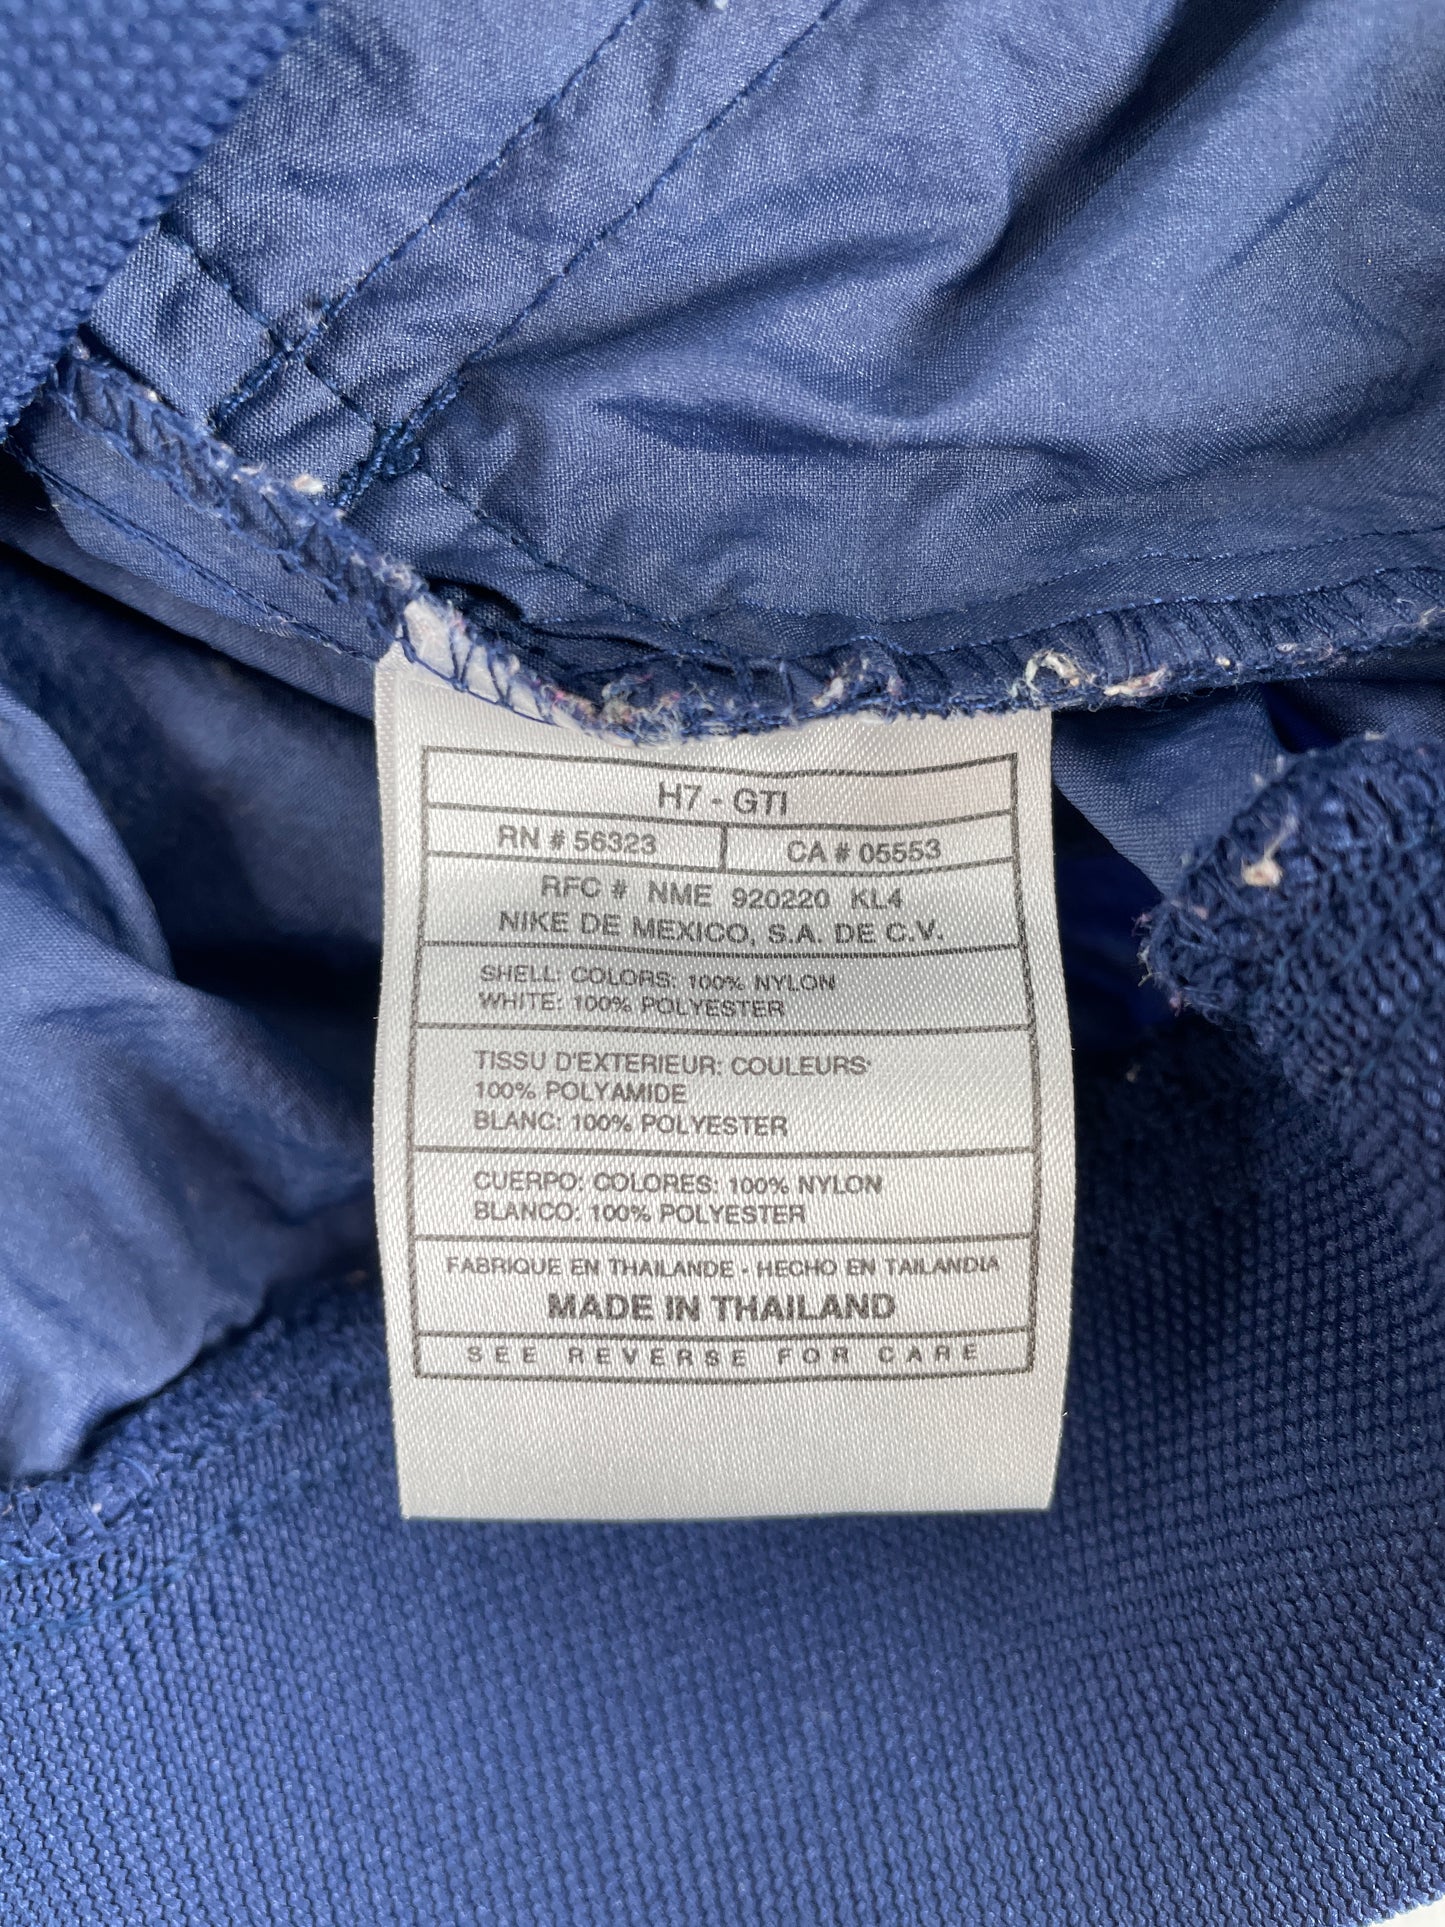 H7 - GTI
RN # 56323 CA # 05553
RFC # NME 920220 KL4
NIKE DE MEXICO, S.A. DE C.V.
SHELL: COLORS: 100% NYLON
WHITE: 100% POLYESTER
TISSU D'EXTERIEUR: COULEURS:
100% POLYAMIDE
BLANC: 100% POLYESTER
CUERPO: COLORES: 100% NYLON
BLANCO: 100% POLYESTER
FABRIQUE EN THAILANDE - HECHO EN TAILANDIA
MADE IN THAILAND
SEE REVERSE FOR CARE